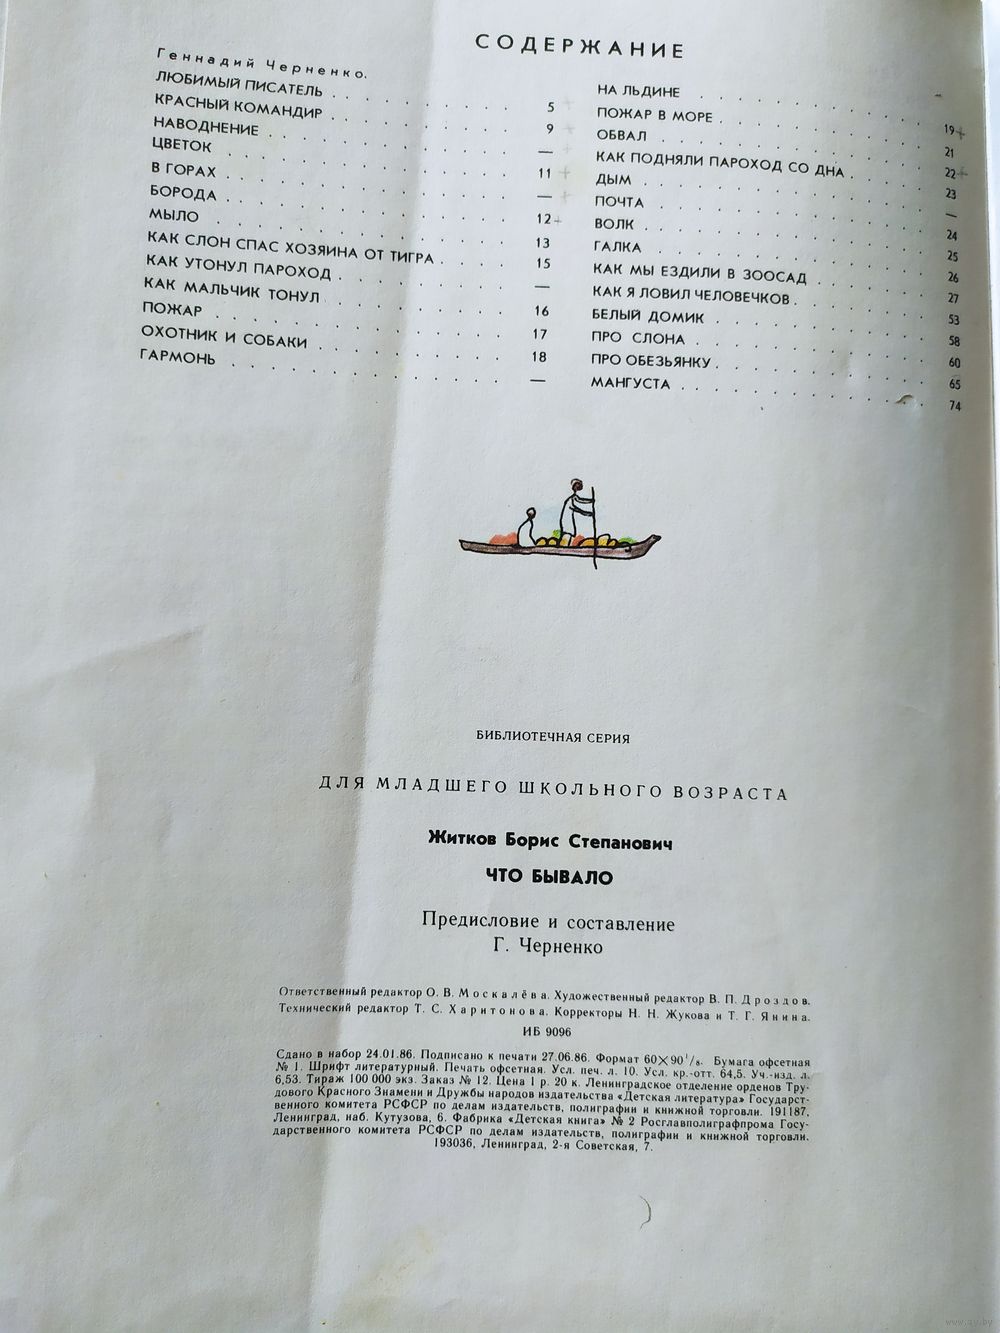 СОДЕРЖАНИЕ
Геннадий Черненко.
ЛЮБИМЫЙ ПИСАТЕЛЬ . . . . . . . . 5
КРАСНЫЙ КОМАНДИР . . . . . . . . 9
НАВОДНЕНИЕ . . . . . . . . . . —
ЦВЕТОК . . . . . . . . . . . . 11
В ГОРАХ . . . . . . . . . . . . —
БОРОДА . . . . . . . . . . . . 12
МЫЛО . . . . . . . . . . . . . 13
КАК СЛОН СПАС ХОЗЯИНА ОТ ТИГРА . . . . 15
КАК УТОНУЛ ПАРОХОД . . . . . . . —
КАК МАЛЬЧИК ТОНУЛ . . . . . . . . 16
ПОЖАР . . . . . . . . . . . . 17
ОХОТНИК И СОБАКИ . . . . . . . . 18
ГАРМОНЬ . . . . . . . . . . . . —
НА ЛЬДИНЕ . . . . . . . . . . 19
ПОЖАР В МОРЕ . . . . . . . . . . 21
ОБВАЛ . . . . . . . . . . . . 22
КАК ПОДНЯЛИ ПАРОХОД СО ДНА . . . . 23
ДЫМ . . . . . . . . . . . . . —
ПОЧТА . . . . . . . . . . . . 24
ВОЛК . . . . . . . . . . . . . 25
ГАЛКА . . . . . . . . . . . . 26
КАК МЫ ЕЗДИЛИ В ЗООСАД . . . . . . 27
КАК Я ЛОВИЛ ЧЕЛОВЕЧКОВ . . . . . . 53
БЕЛЫЙ ДОМИК . . . . . . . . . . 58
ПРО СЛОНА . . . . . . . . . . 60
ПРО ОБЕЗЬЯНКУ . . . . . . . . . . 65
МАНГУСТА . . . . . . . . . . . 74
БИБЛИОТЕЧНАЯ СЕРИЯ
ДЛЯ МЛАДШЕГО ШКОЛЬНОГО ВОЗРАСТА
Житков Борис Степанович
ЧТО БЫВАЛО
Предисловие и составление
Г. Черненко
Ответственный редактор О. В. Москалёва. Художественный редактор В. П. Дроздов.
Технический редактор Т. С. Харитонова. Корректоры Н. Н. Жукова и Т. Г. Янина.
ИБ 9096
Сдано в набор 24.01.86. Подписано к печати 27.06.86. Формат 60×90 1/8. Бумага офсетная
№ 1. Шрифт литературный. Печать офсетная. Усл. печ. л. 10. Усл. кр.-отт. 64,5. Уч.-изд. л.
6,53. Тираж 100 000 экз. Заказ № 12. Цена 1 р. 20 к. Ленинградское отделение орденов Тру-
дового Красного Знамени и Дружбы народов издательства «Детская литература» Государст-
венного комитета РСФСР по делам издательств, полиграфии и книжной торговли. 191187,
Ленинград, наб. Кутузова, 6. Фабрика «Детская книга» № 2 Росглавполиграфпрома Госу-
дарственного комитета РСФСР по делам издательств, полиграфии и книжной торговли.
193036, Ленинград, 2-я Советская, 7.
www.ay.by